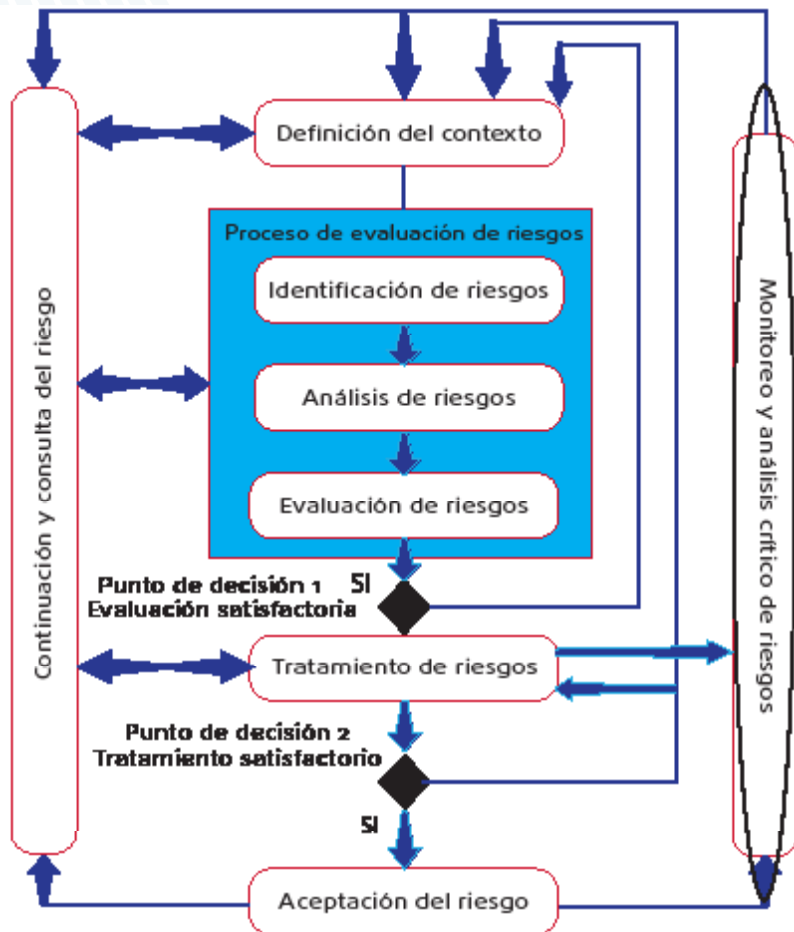 Definición del contexto
Proceso de evaluación de riesgos
Identificación de riesgos
Análisis de riesgos
Evaluación de riesgos
Punto de decisión 1 SI
Evaluación satisfactoria
Tratamiento de riesgos
Punto de decisión 2
Tratamiento satisfactorio
SI
Aceptación del riesgo
Continuación y consulta del riesgo
Monitoreo y análisis crítico de riesgos